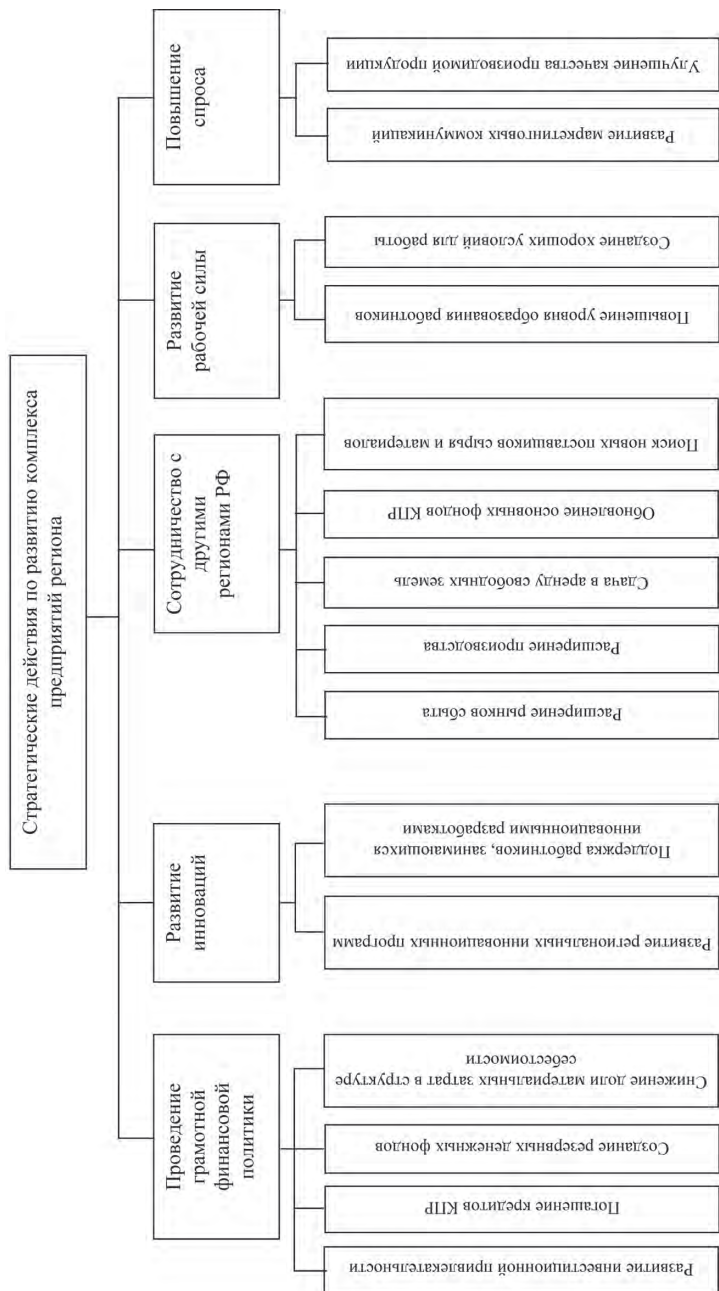 Стратегические действия по развитию комплекса
предприятий региона
Проведение
грамотной
финансовой
политики
Развитие
инноваций
Сотрудничество с
другими
регионами РФ
Развитие
рабочей силы
Повышение
спроса
Развитие инвестиционной привлекательности
Погашение кредитов КПР
Создание резервных денежных фондов
Снижение доли материальных затрат в структуре
себестоимости
Развитие региональных инновационных программ
Поддержка работников, занимающихся
инновационными разработками
Расширение рынков сбыта
Расширение производства
Сдача в аренду свободных земель
Обновление основных фондов КПР
Поиск новых поставщиков сырья и материалов
Повышение уровня образования работников
Создание хороших условий для работы
Развитие маркетинговых коммуникаций
Улучшение качества производимой продукции